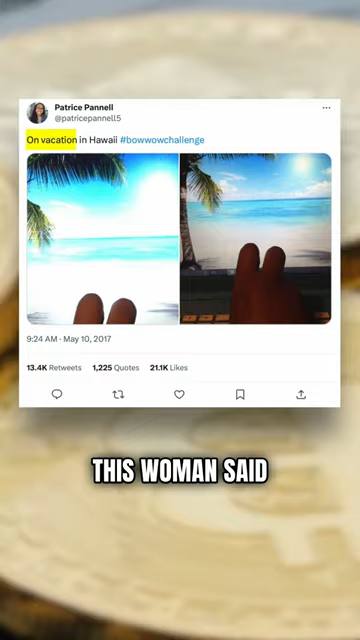 Patrice Pannell
@patricepannell5
On vacation in Hawaii #bowwowchallenge
9:24 AM · May 10, 2017
13.4K Retweets 1,225 Quotes 21.1K Likes
THIS WOMAN SAID